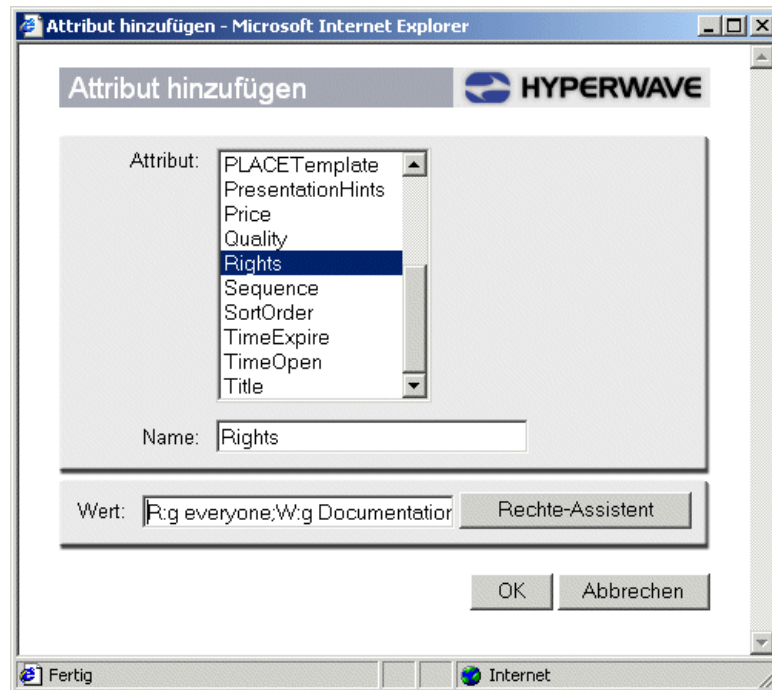 Attribut hinzufügen - Microsoft Internet Explorer
Attribut hinzufügen
HYPERWAVE
Attribut:
PLACETemplate
PresentationHints
Price
Quality
Rights
Sequence
SortOrder
TimeExpire
TimeOpen
Title
Name: Rights
Wert: R:g everyone;W:g Documentation Rechte-Assistent
OK Abbrechen
Fertig Internet